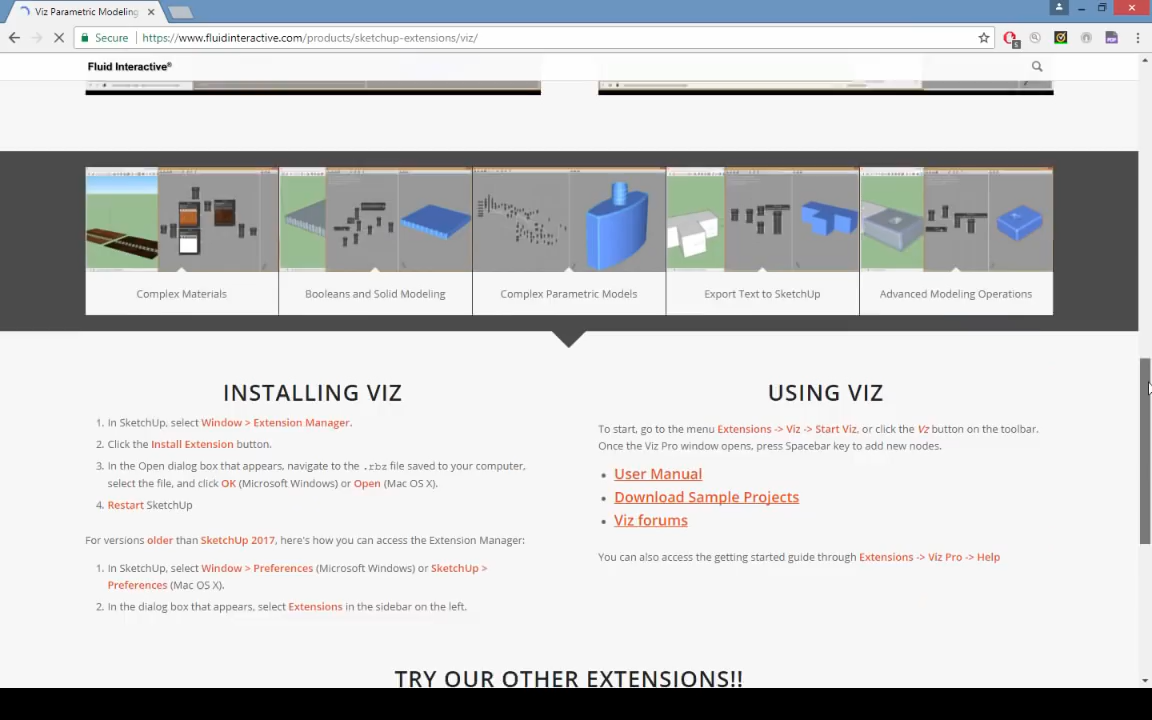 Viz Parametric Modeling
Secure https://www.fluidinteractive.com/products/sketchup-extensions/viz/
Fluid Interactive®
Complex Materials
Booleans and Solid Modeling
Complex Parametric Models
Export Text to SketchUp
Advanced Modeling Operations
INSTALLING VIZ
1. In SketchUp, select Window > Extension Manager.
2. Click the Install Extension button.
3. In the Open dialog box that appears, navigate to the .rbz file saved to your computer,
select the file, and click OK (Microsoft Windows) or Open (Mac OS X).
4. Restart SketchUp
For versions older than SketchUp 2017, here's how you can access the Extension Manager:
1. In SketchUp, select Window > Preferences (Microsoft Windows) or SketchUp >
Preferences (Mac OS X).
2. In the dialog box that appears, select Extensions in the sidebar on the left.
USING VIZ
To start, go to the menu Extensions -> Viz -> Start Viz, or click the Vz button on the toolbar.
Once the Viz Pro window opens, press Spacebar key to add new nodes.
• User Manual
• Download Sample Projects
• Viz forums
You can also access the getting started guide through Extensions -> Viz Pro -> Help
TRY OUR OTHER EXTENSIONS!!